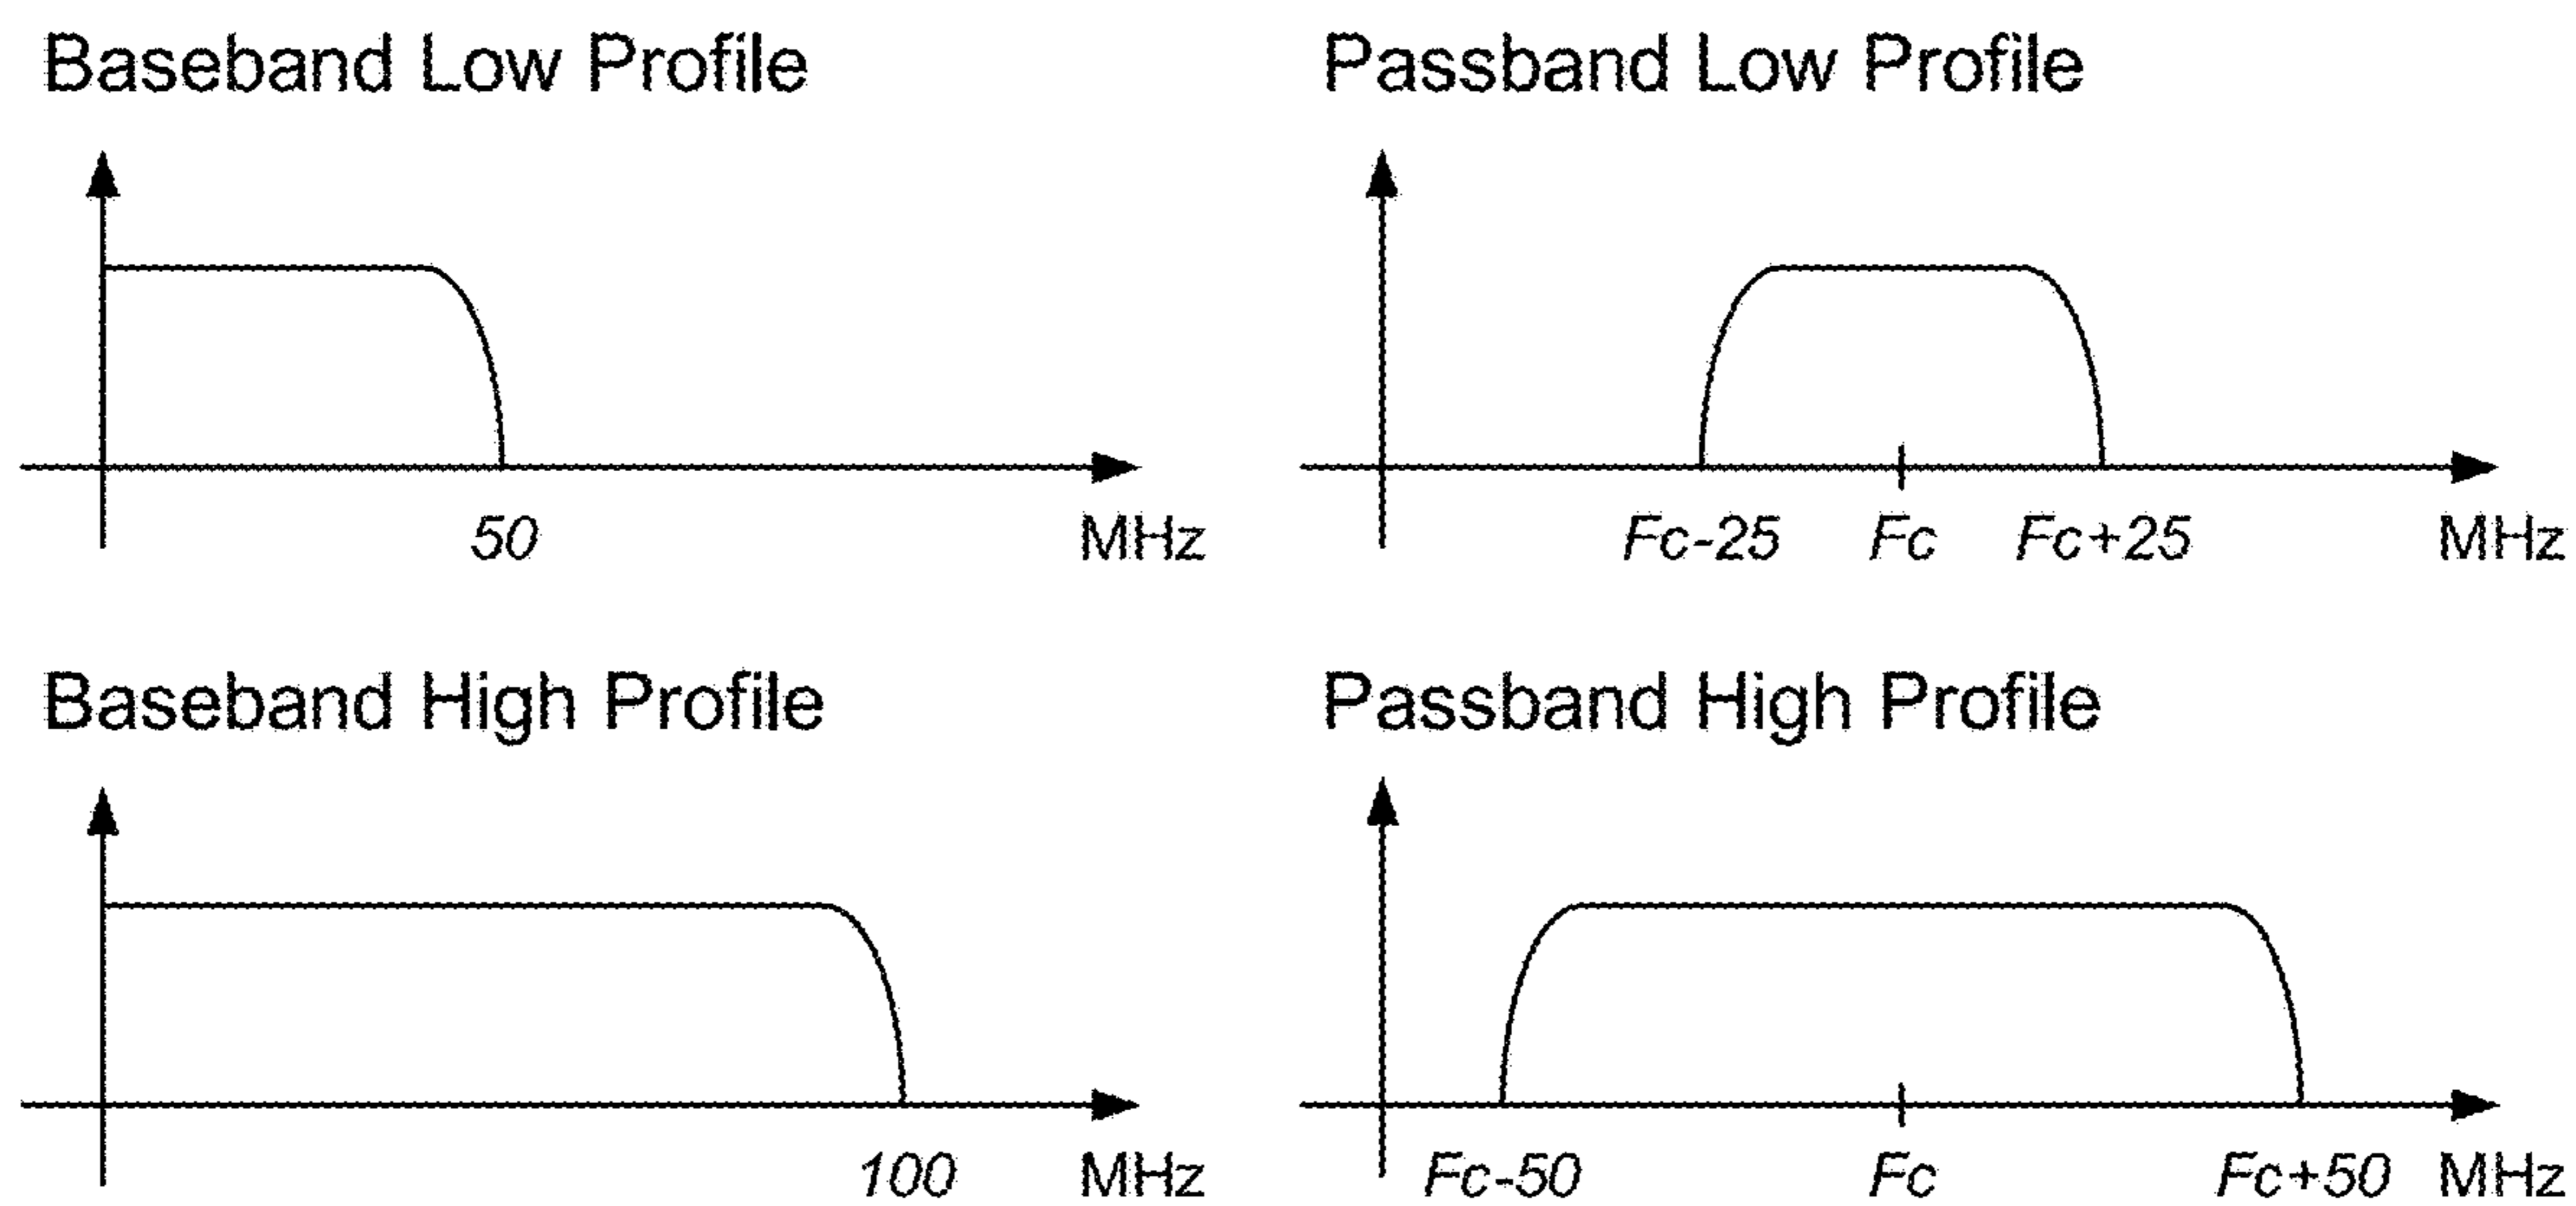 Baseband Low Profile
Passband Low Profile
50 MHz
Fc-25 Fc Fc+25 MHz
Baseband High Profile
Passband High Profile
100 MHz
Fc-50 Fc Fc+50 MHz